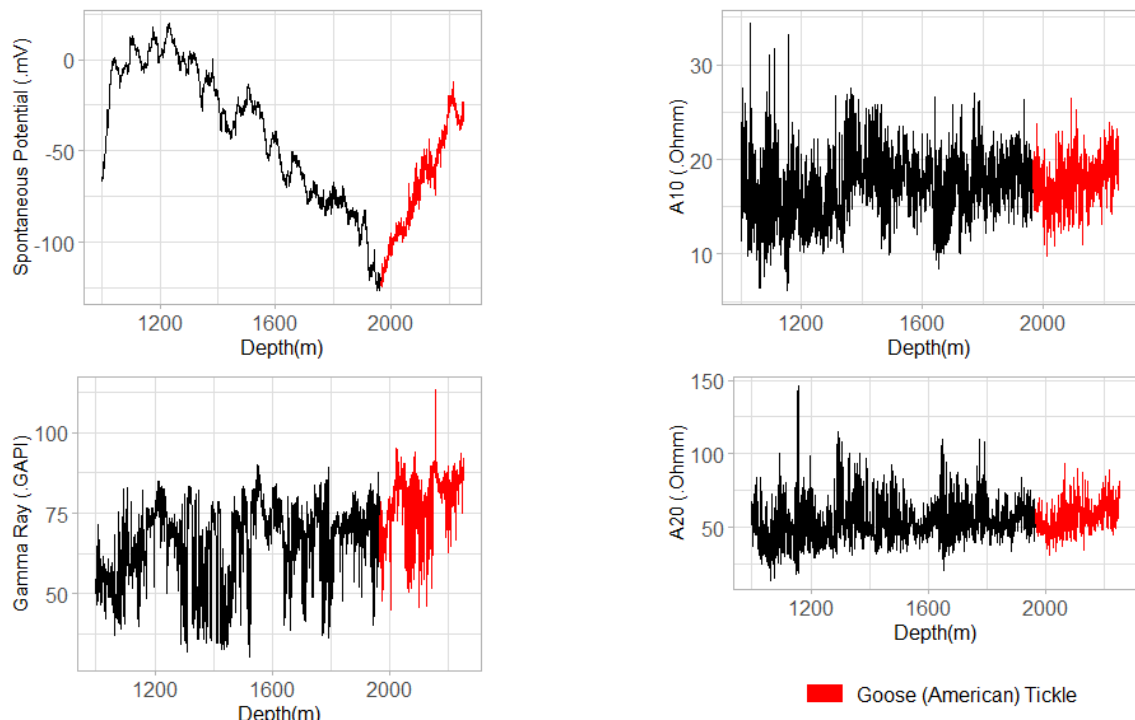 Spontaneous Potential (.mV)
0
-50
-100
1200 1600 2000
Depth(m)
A10 (.Ohmm)
30
20
10
1200 1600 2000
Depth(m)
Gamma Ray (.GAPI)
100
75
50
1200 1600 2000
Depth(m)
A20 (.Ohmm)
150
100
50
1200 1600 2000
Depth(m)
Goose (American) Tickle